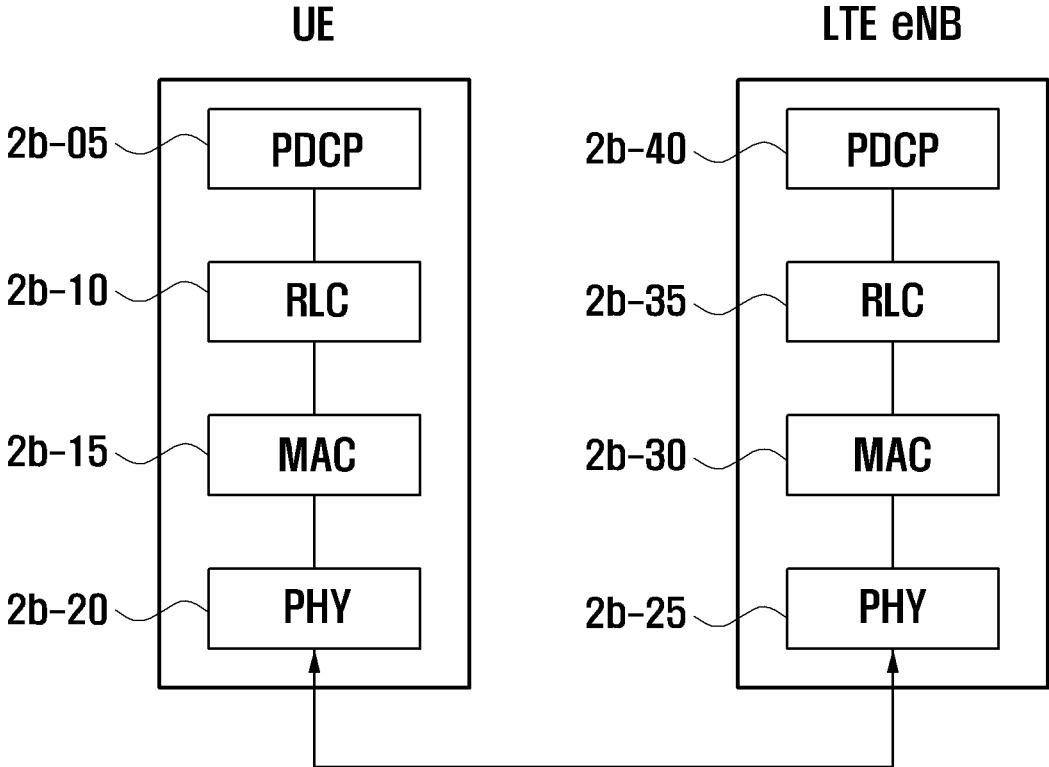 UE LTE eNB
2b-05 PDCP 2b-40 PDCP
2b-10 RLC 2b-35 RLC
2b-15 MAC 2b-30 MAC
2b-20 PHY 2b-25 PHY